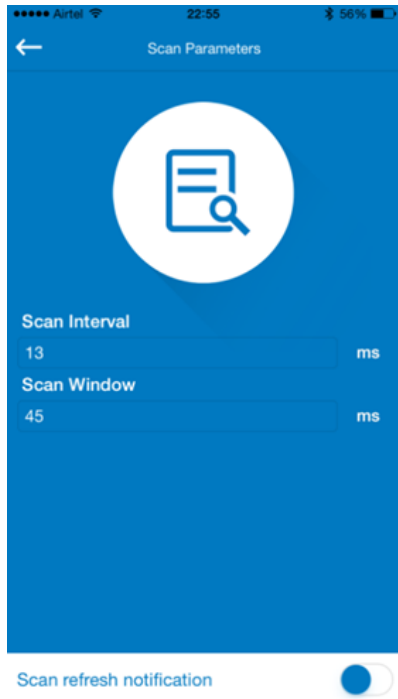 Airtel 22:55 56%
Scan Parameters
Scan Interval
13 ms
Scan Window
45 ms
Scan refresh notification